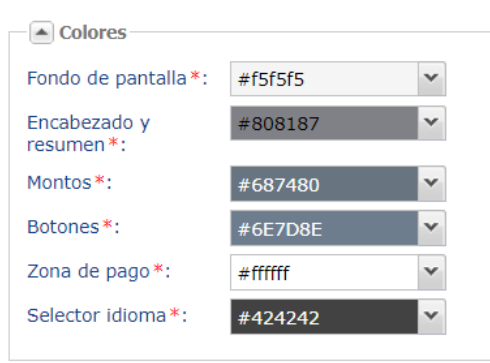 Colores
Fondo de pantalla*: #f5f5f5
Encabezado y #808187
resumen*:
Montos*: #687480
Botones*: #6E7D8E
Zona de pago*: #ffffff
Selector idioma*: #424242